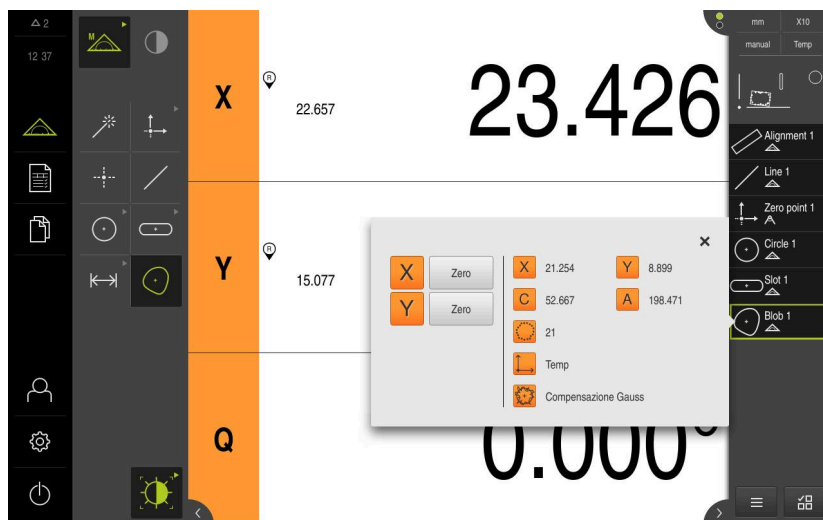 2
12 37
M
X
R
22.657
23.426
Y
R
15.077
Q
0.000°
X
Zero
Y
Zero
X
21.254
Y
8.899
C
52.667
A
198.471
21
Temp
Compensazione Gauss
mm
X10
manual
Temp
Alignment 1
Line 1
Zero point 1
Circle 1
Slot 1
Blob 1